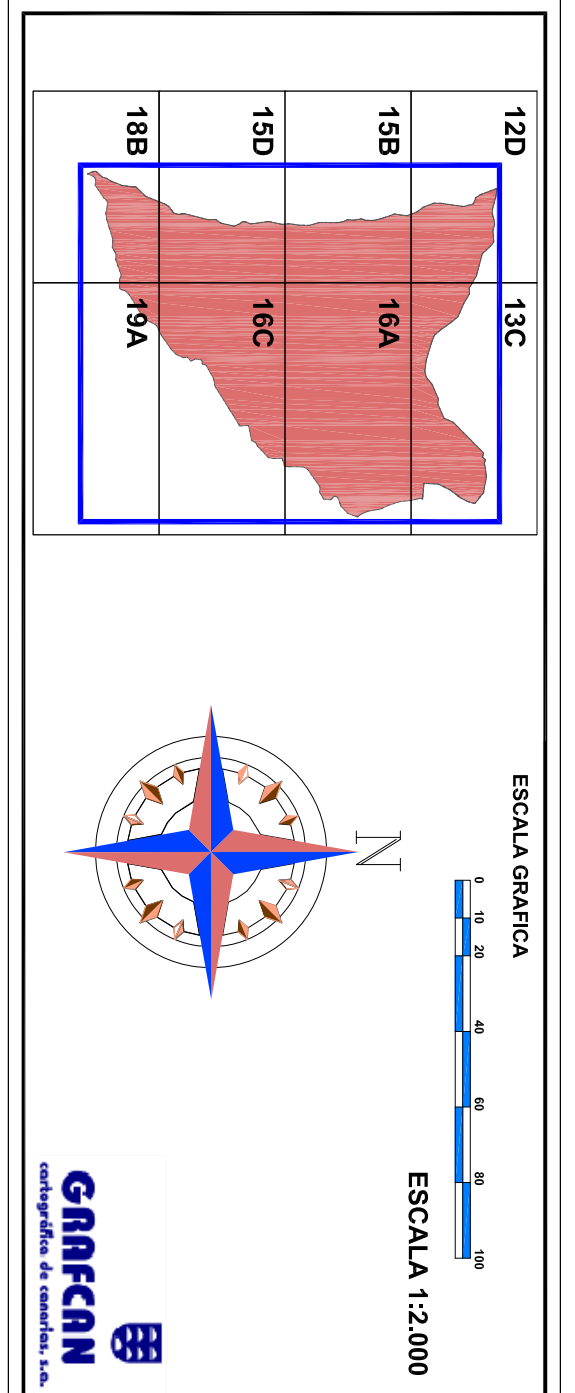 12D
13C
15B
16A
15D
16C
18B
19A
N
ESCALA GRAFICA
0 10 20 40 60 80 100
ESCALA 1:2.000
GRAFCAN
cartográfica de canarias, s.a.